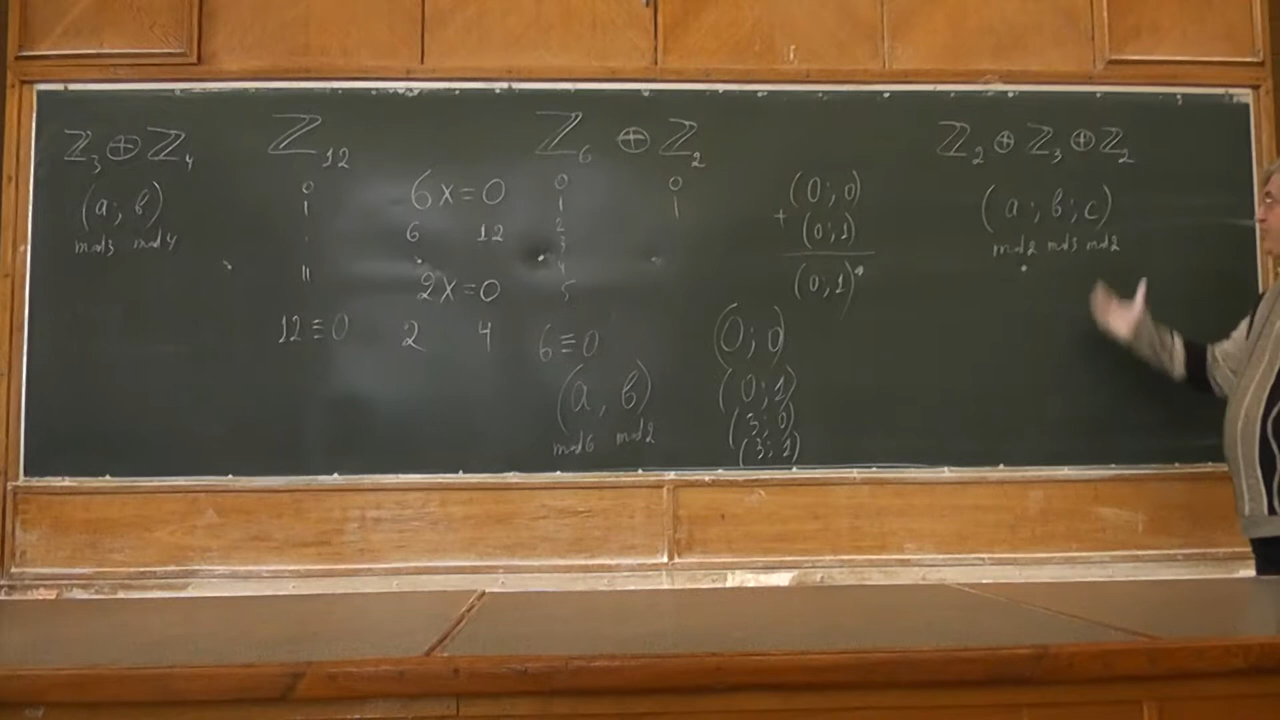 ℤ₃ ⊕ ℤ₄
(a; b)
mod3 mod4
ℤ₁₂
0
1
.
11
12 ≡ 0
6x = 0
6 12
2x = 0
2 4
ℤ₆ ⊕ ℤ₂
0 0
1 1
2
3
4
5
6 ≡ 0
(a, b)
mod6 mod2
(0; 0)
+ (0; 1)
(0; 1)
(0; 0)
(0; 1)
(3; 0)
(3; 1)
ℤ₂ ⊕ ℤ₃ ⊕ ℤ₂
(a; b; c)
mod2 mod3 mod2